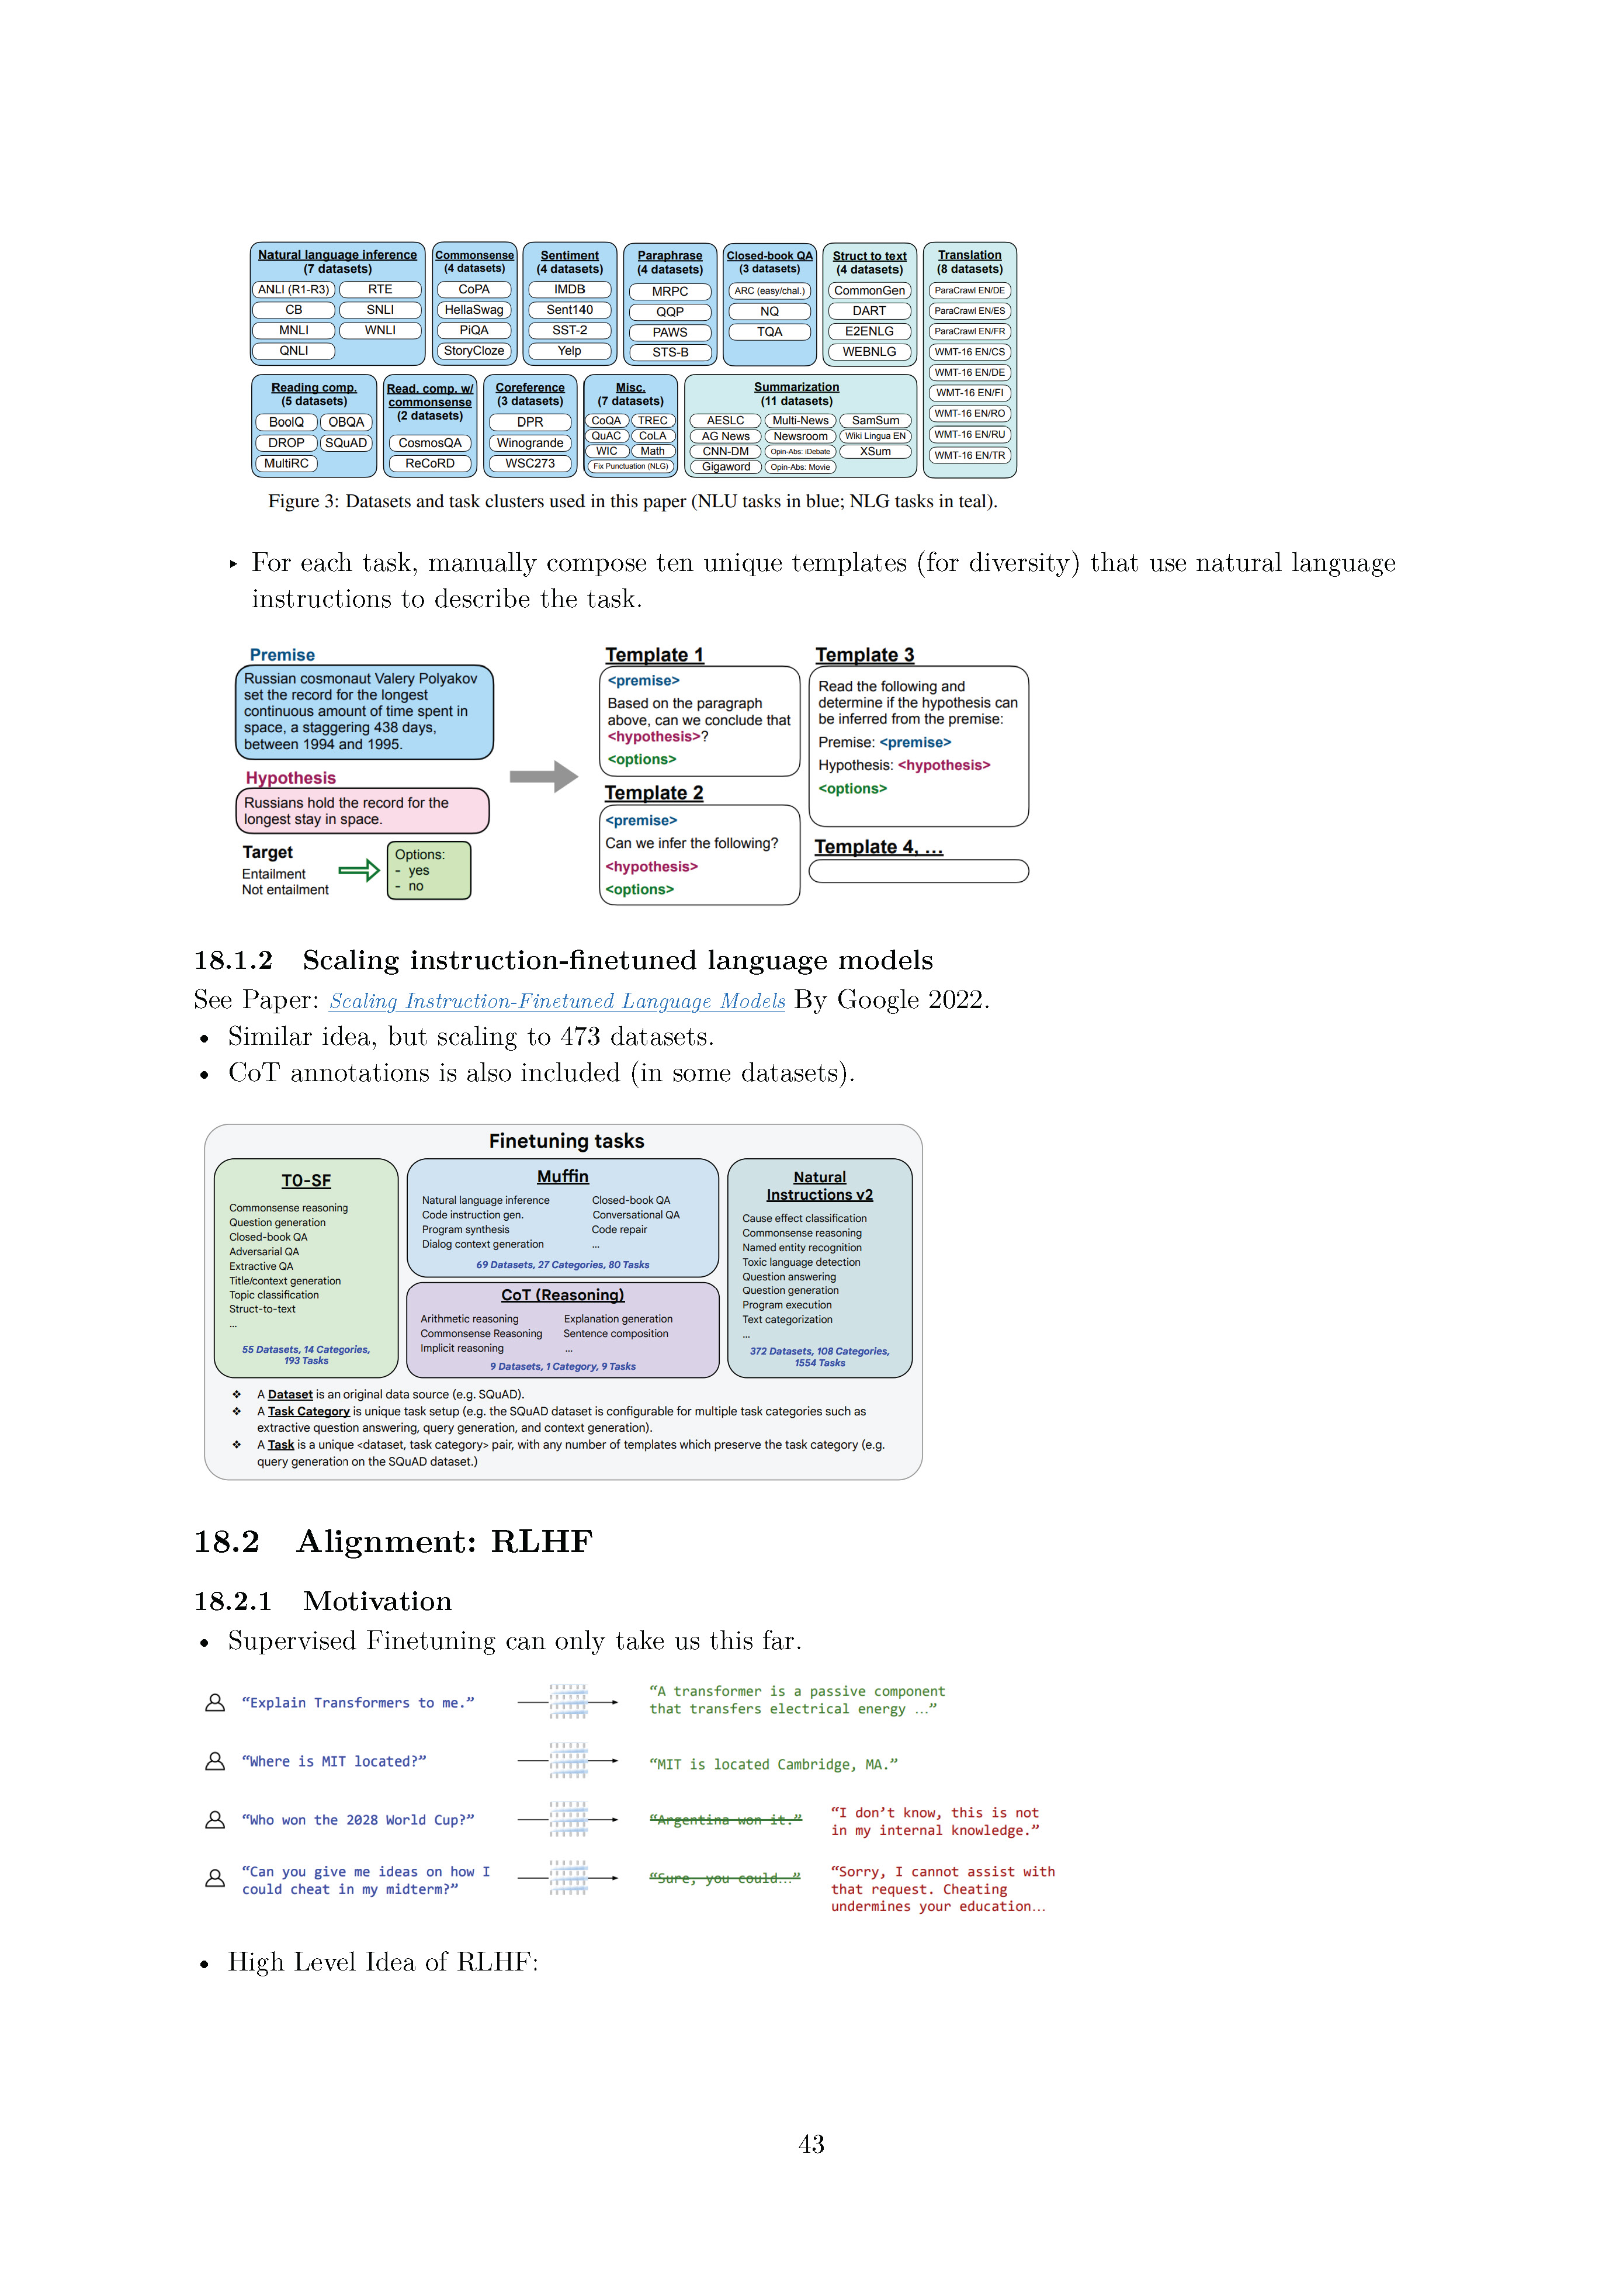 Natural language inference
(7 datasets)
ANLI (R1-R3)
RTE
CB
SNLI
MNLI
WNLI
QNLI
Commonsense
(4 datasets)
CoPA
HellaSwag
PiQA
StoryCloze
Sentiment
(4 datasets)
IMDB
Sent140
SST-2
Yelp
Paraphrase
(4 datasets)
MRPC
QQP
PAWS
STS-B
Closed-book QA
(3 datasets)
ARC (easy/chal.)
NQ
TQA
Struct to text
(4 datasets)
CommonGen
DART
E2ENLG
WEBNLG
Translation
(8 datasets)
ParaCrawl EN/DE
ParaCrawl EN/ES
ParaCrawl EN/FR
WMT-16 EN/CS
WMT-16 EN/DE
WMT-16 EN/FI
WMT-16 EN/RO
WMT-16 EN/RU
WMT-16 EN/TR
Reading comp.
(5 datasets)
BoolQ
OBQA
DROP
SQuAD
MultiRC
Read. comp. w/
commonsense
(2 datasets)
CosmosQA
ReCoRD
Coreference
(3 datasets)
DPR
Winogrande
WSC273
Misc.
(7 datasets)
CoQA
TREC
QuAC
CoLA
WIC
Math
Fix Punctuation (NLG)
Summarization
(11 datasets)
AESLC
Multi-News
SamSum
AG News
Newsroom
Wiki Lingua EN
CNN-DM
Opin-Abs: iDebate
XSum
Gigaword
Opin-Abs: Movie
Figure 3: Datasets and task clusters used in this paper (NLU tasks in blue; NLG tasks in teal).
‣ For each task, manually compose ten unique templates (for diversity) that use natural language
instructions to describe the task.
Premise
Russian cosmonaut Valery Polyakov
set the record for the longest
continuous amount of time spent in
space, a staggering 438 days,
between 1994 and 1995.
Hypothesis
Russians hold the record for the
longest stay in space.
Target
Entailment
Not entailment
Options:
- yes
- no
Template 1
<premise>
Based on the paragraph
above, can we conclude that
<hypothesis>?
<options>
Template 2
<premise>
Can we infer the following?
<hypothesis>
<options>
Template 3
Read the following and
determine if the hypothesis can
be inferred from the premise:
Premise: <premise>
Hypothesis: <hypothesis>
<options>
Template 4, ...
18.1.2 Scaling instruction-finetuned language models
See Paper: Scaling Instruction-Finetuned Language Models By Google 2022.
• Similar idea, but scaling to 473 datasets.
• CoT annotations is also included (in some datasets).
Finetuning tasks
T0-SF
Commonsense reasoning
Question generation
Closed-book QA
Adversarial QA
Extractive QA
Title/context generation
Topic classification
Struct-to-text
...
55 Datasets, 14 Categories,
193 Tasks
Muffin
Natural language inference
Closed-book QA
Code instruction gen.
Conversational QA
Program synthesis
Code repair
Dialog context generation
...
69 Datasets, 27 Categories, 80 Tasks
CoT (Reasoning)
Arithmetic reasoning
Explanation generation
Commonsense Reasoning
Sentence composition
Implicit reasoning
...
9 Datasets, 1 Category, 9 Tasks
Natural
Instructions v2
Cause effect classification
Commonsense reasoning
Named entity recognition
Toxic language detection
Question answering
Question generation
Program execution
Text categorization
...
372 Datasets, 108 Categories,
1554 Tasks
❖ A Dataset is an original data source (e.g. SQuAD).
❖ A Task Category is unique task setup (e.g. the SQuAD dataset is configurable for multiple task categories such as
extractive question answering, query generation, and context generation).
❖ A Task is a unique <dataset, task category> pair, with any number of templates which preserve the task category (e.g.
query generation on the SQuAD dataset.)
18.2 Alignment: RLHF
18.2.1 Motivation
• Supervised Finetuning can only take us this far.
“Explain Transformers to me.”
“A transformer is a passive component
that transfers electrical energy ...”
“Where is MIT located?”
“MIT is located Cambridge, MA.”
“Who won the 2028 World Cup?”
“Argentina won it.”
“I don’t know, this is not
in my internal knowledge.”
“Can you give me ideas on how I
could cheat in my midterm?”
“Sure, you could...”
“Sorry, I cannot assist with
that request. Cheating
undermines your education...
• High Level Idea of RLHF:
43